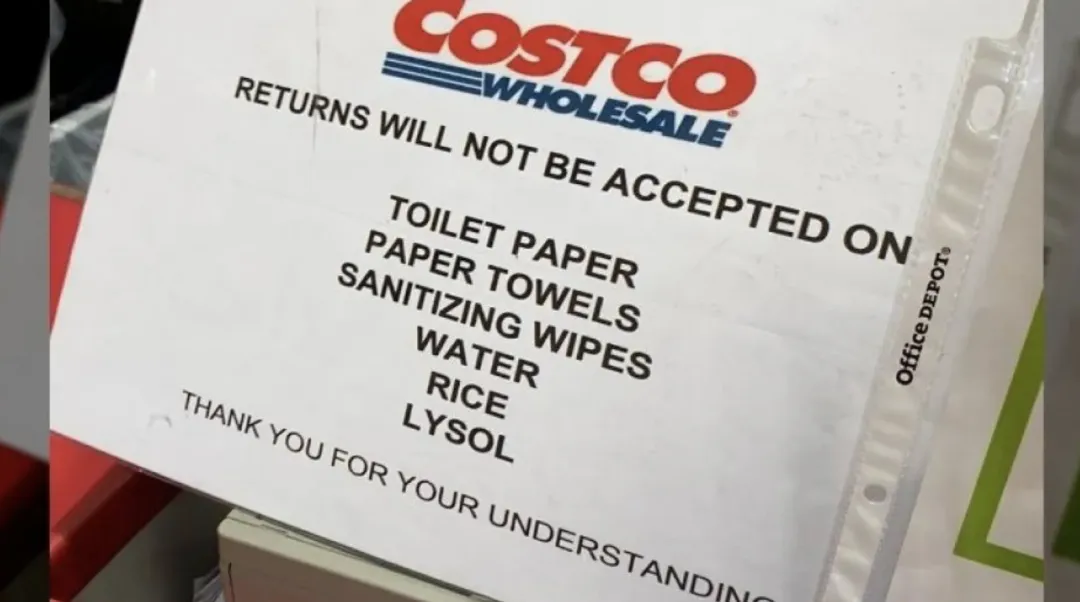 COSTCO
WHOLESALE
RETURNS WILL NOT BE ACCEPTED ON
TOILET PAPER
PAPER TOWELS
SANITIZING WIPES
WATER
RICE
LYSOL
THANK YOU FOR YOUR UNDERSTANDING
Office DEPOT